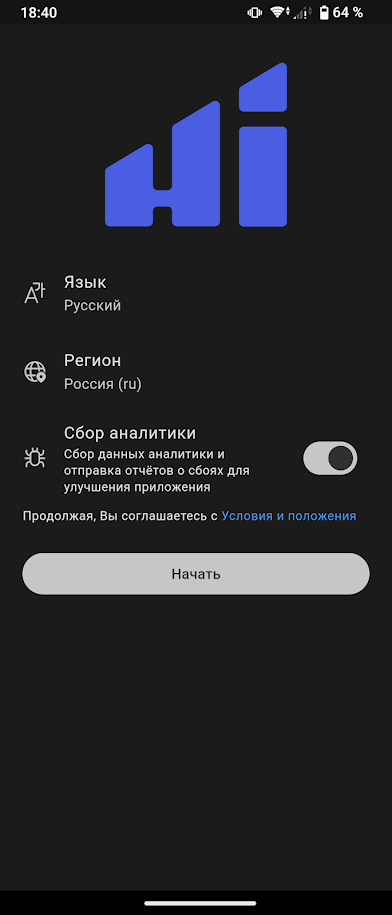 18:40
64 %
Hi
Язык
Русский
Регион
Россия (ru)
Сбор аналитики
Сбор данных аналитики и
отправка отчётов о сбоях для
улучшения приложения
Продолжая, Вы соглашаетесь с Условия и положения
Начать